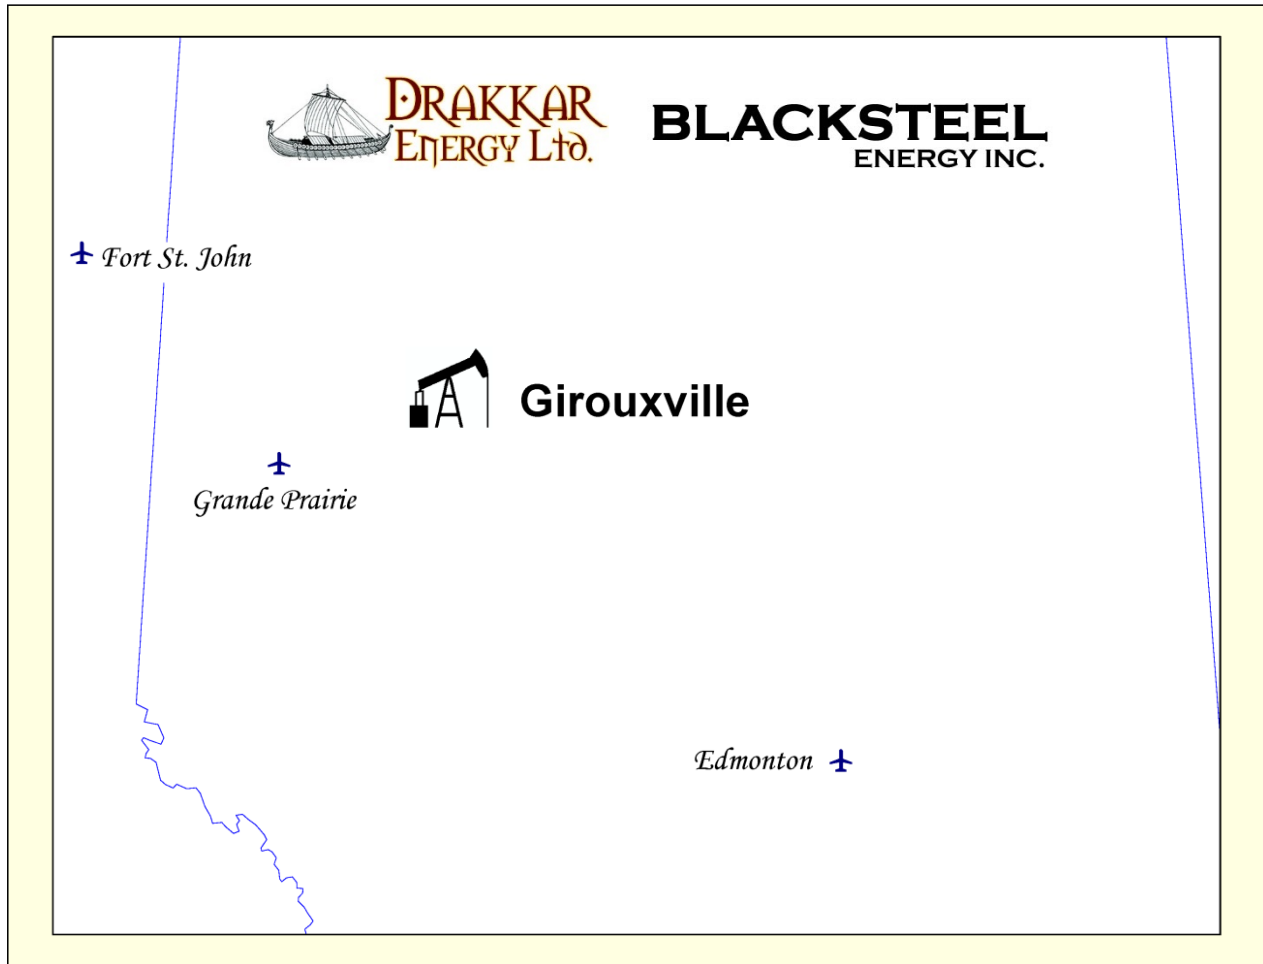 DRAKKAR
ENERGY LTD.
BLACKSTEEL
ENERGY INC.
Fort St. John
Girouxville
Grande Prairie
Edmonton